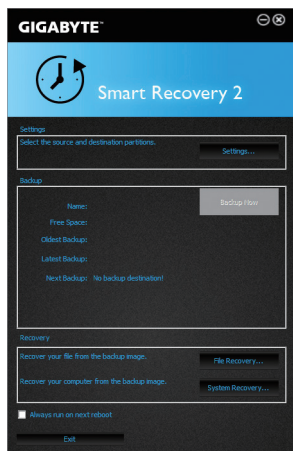 GIGABYTE™
Smart Recovery 2
Settings
Select the source and destination partitions.
Settings...
Backup
Backup Now
Name:
Free Space:
Oldest Backup:
Latest Backup:
Next Backup: No backup destination!
Recovery
Recover your file from the backup image.
File Recovery...
Recover your computer from the backup image.
System Recovery...
Always run on next reboot
Exit